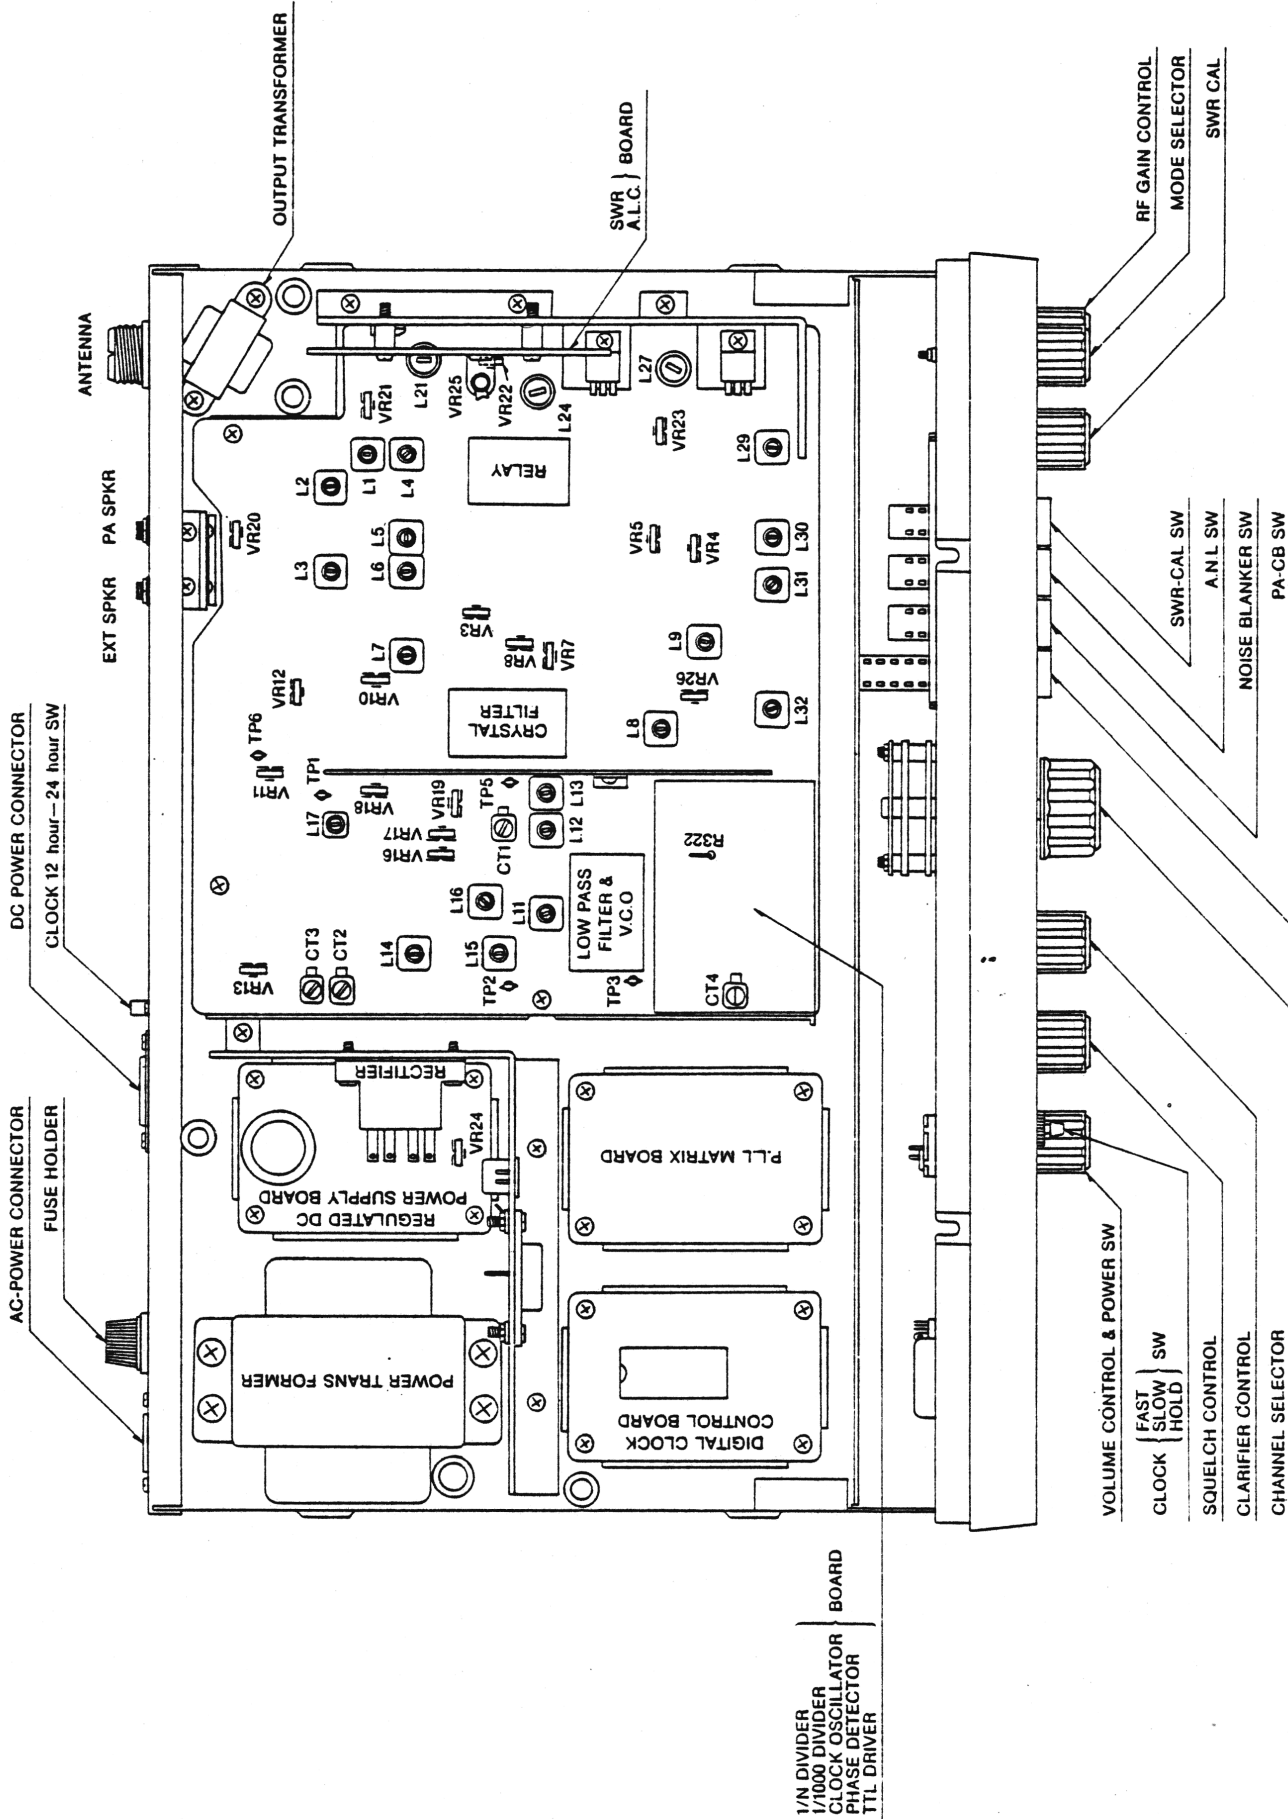 AC-POWER CONNECTOR
FUSE HOLDER
DC POWER CONNECTOR
CLOCK 12 hour—24 hour SW
EXT SPKR
PA SPKR
ANTENNA
OUTPUT TRANSFORMER
SWR
A.L.C.
} BOARD
POWER TRANS FORMER
REGULATED DC
POWER SUPPLY BOARD
RECTIFIER
VR24
DIGITAL CLOCK
CONTROL BOARD
P.L.L MATRIX BOARD
VR13
CT3
CT2
L14
L15
TP2
TP3
CT4
L16
L11
LOW PASS
FILTER &
V.C.O
R322
L17
TP1
VR11
TP6
VR18
VR17
VR16
VR19
TP5
CT1
L12
L13
VR12
VR10
L7
CRYSTAL
FILTER
VR3
VR8
VR7
VR26
L8
L9
L32
VR20
L3
L2
L6
L5
L1
L4
VR21
L21
VR25
VR22
L24
RELAY
L27
VR23
VR5
VR4
L29
L30
L31
1/N DIVIDER
1/1000 DIVIDER
CLOCK OSCILLATOR
PHASE DETECTOR
TTL DRIVER
} BOARD
VOLUME CONTROL & POWER SW
CLOCK { FAST
SLOW
HOLD } SW
SQUELCH CONTROL
CLARIFIER CONTROL
CHANNEL SELECTOR
SWR-CAL SW
A.N.L SW
NOISE BLANKER SW
PA-CB SW
RF GAIN CONTROL
MODE SELECTOR
SWR CAL